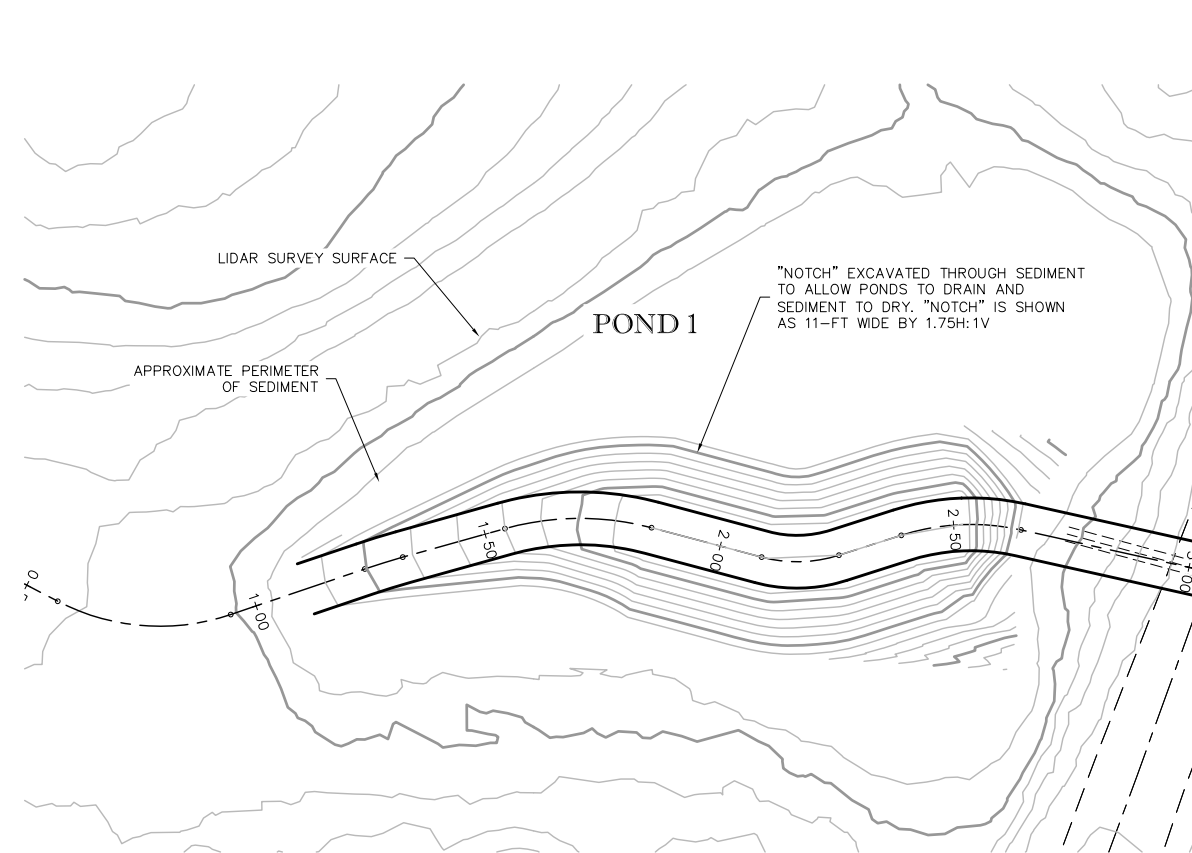 LIDAR SURVEY SURFACE
"NOTCH" EXCAVATED THROUGH SEDIMENT
TO ALLOW PONDS TO DRAIN AND
SEDIMENT TO DRY. "NOTCH" IS SHOWN
AS 11-FT WIDE BY 1.75H:1V
POND 1
APPROXIMATE PERIMETER
OF SEDIMENT
1+50
2+00
2+50
1+00